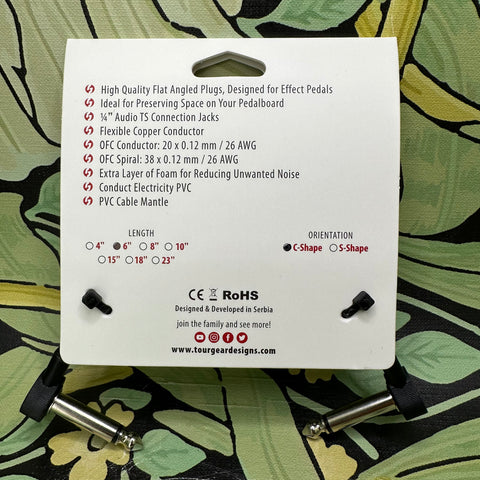 High Quality Flat Angled Plugs, Designed for Effect Pedals
Ideal for Preserving Space on Your Pedalboard
¼" Audio TS Connection Jacks
Flexible Copper Conductor
OFC Conductor: 20 x 0.12 mm / 26 AWG
OFC Spiral: 38 x 0.12 mm / 26 AWG
Extra Layer of Foam for Reducing Unwanted Noise
Conduct Electricity PVC
PVC Cable Mantle
LENGTH
4" 6" 8" 10"
15" 18" 23"
ORIENTATION
C-Shape S-Shape
CE RoHS
Designed & Developed in Serbia
join the family and see more!
www.tourgeardesigns.com